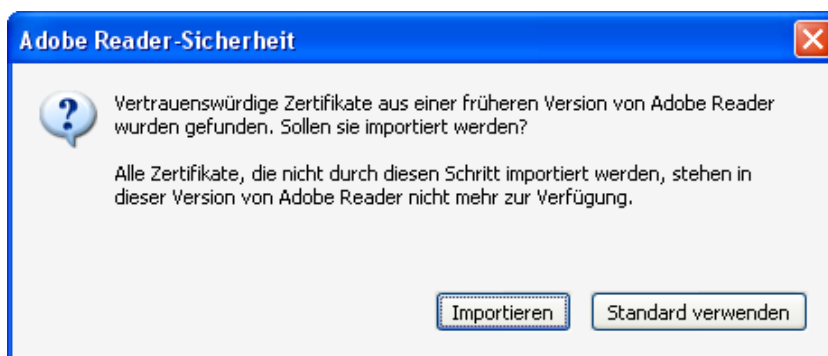 Adobe Reader-Sicherheit
Vertrauenswürdige Zertifikate aus einer früheren Version von Adobe Reader
wurden gefunden. Sollen sie importiert werden?
Alle Zertifikate, die nicht durch diesen Schritt importiert werden, stehen in
dieser Version von Adobe Reader nicht mehr zur Verfügung.
Importieren
Standard verwenden